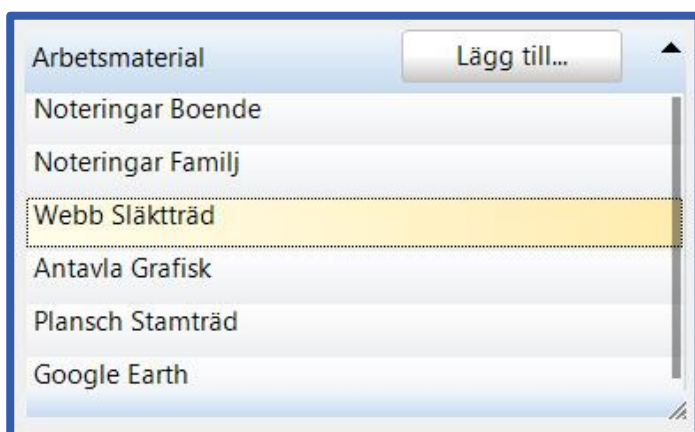 Arbetsmaterial Lägg till...
Noteringar Boende
Noteringar Familj
Webb Släktträd
Antavla Grafisk
Plansch Stamträd
Google Earth